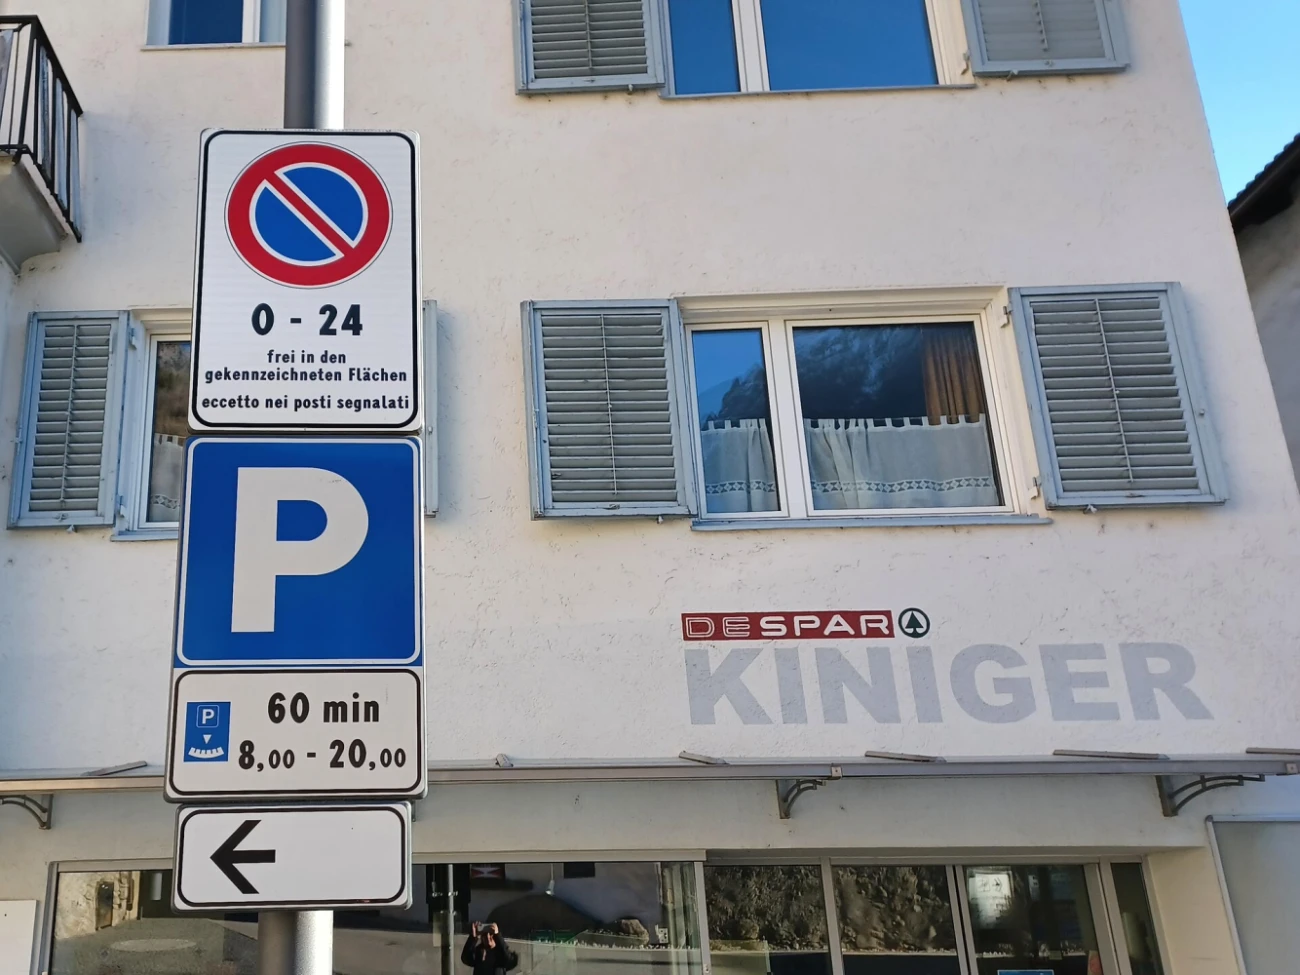 0 - 24
frei in den
gekennzeichneten Flächen
eccetto nei posti segnalati
P
P
60 min
8,00 - 20,00
DESPAR
KINIGER